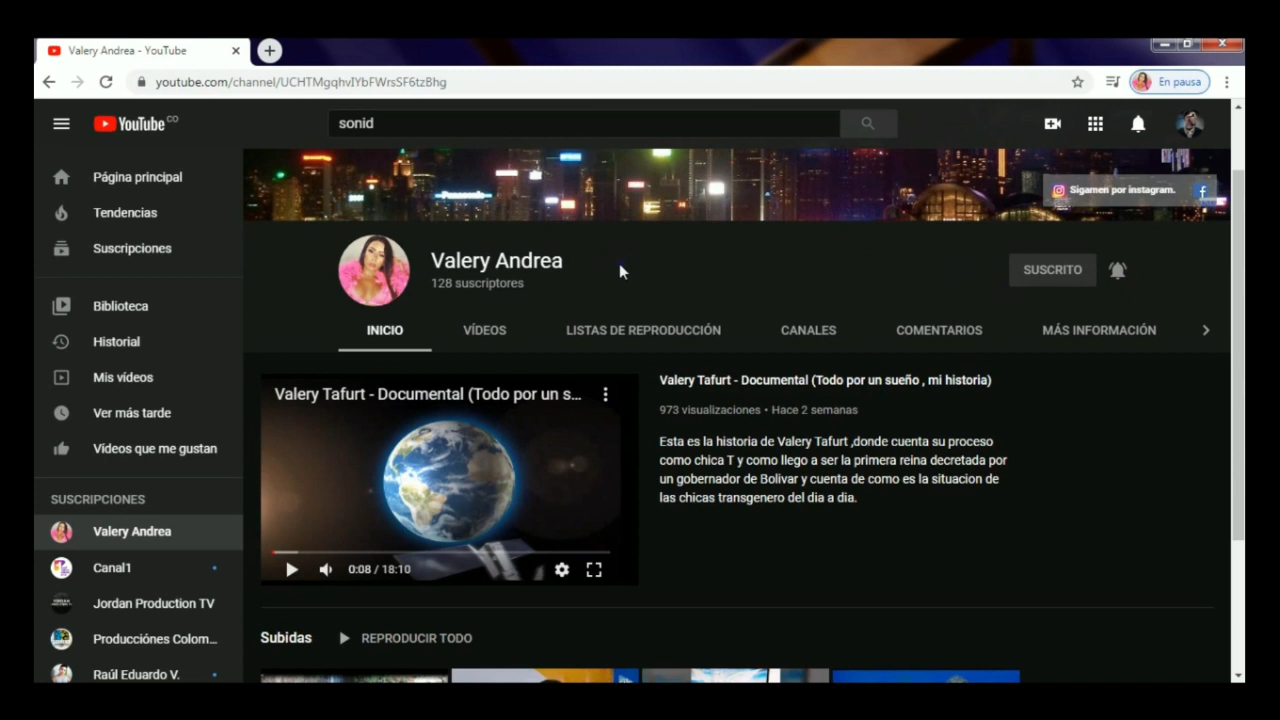 Valery Andrea - YouTube
youtube.com/channel/UCHTMgqhvIYbFWrsSF6tzBhg
En pausa
YouTube CO
sonid
Página principal
Tendencias
Suscripciones
Biblioteca
Historial
Mis vídeos
Ver más tarde
Vídeos que me gustan
SUSCRIPCIONES
Valery Andrea
Canal1
Jordan Production TV
Producciónes Colom...
Raúl Eduardo V.
Panasonic
Sigamen por instagram.
Valery Andrea
128 suscriptores
SUSCRITO
INICIO VÍDEOS LISTAS DE REPRODUCCIÓN CANALES COMENTARIOS MÁS INFORMACIÓN
Valery Tafurt - Documental (Todo por un s...
0:08 / 18:10
Valery Tafurt - Documental (Todo por un sueño , mi historia)
973 visualizaciones • Hace 2 semanas
Esta es la historia de Valery Tafurt ,donde cuenta su proceso
como chica T y como llego a ser la primera reina decretada por
un gobernador de Bolivar y cuenta de como es la situacion de
las chicas transgenero del dia a dia.
Subidas REPRODUCIR TODO